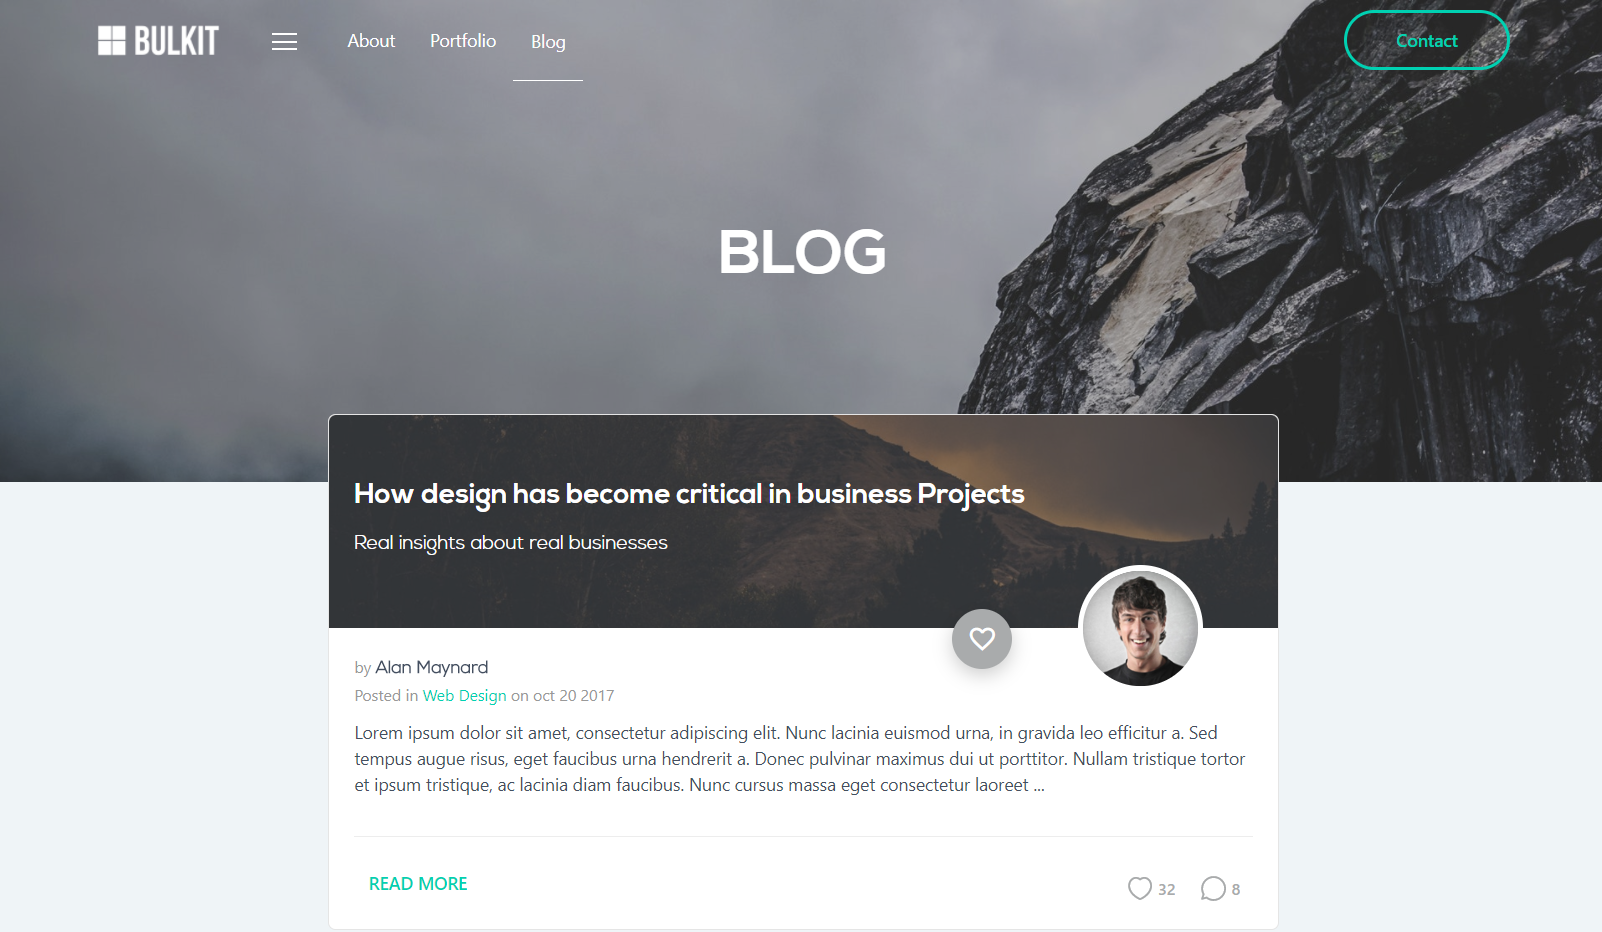 BULKIT
About Portfolio Blog
Contact
BLOG
How design has become critical in business Projects
Real insights about real businesses
by Alan Maynard
Posted in Web Design on oct 20 2017
Lorem ipsum dolor sit amet, consectetur adipiscing elit. Nunc lacinia euismod urna, in gravida leo efficitur a. Sed
tempus augue risus, eget faucibus urna hendrerit a. Donec pulvinar maximus dui ut porttitor. Nullam tristique tortor
et ipsum tristique, ac lacinia diam faucibus. Nunc cursus massa eget consectetur laoreet ...
READ MORE
32
8